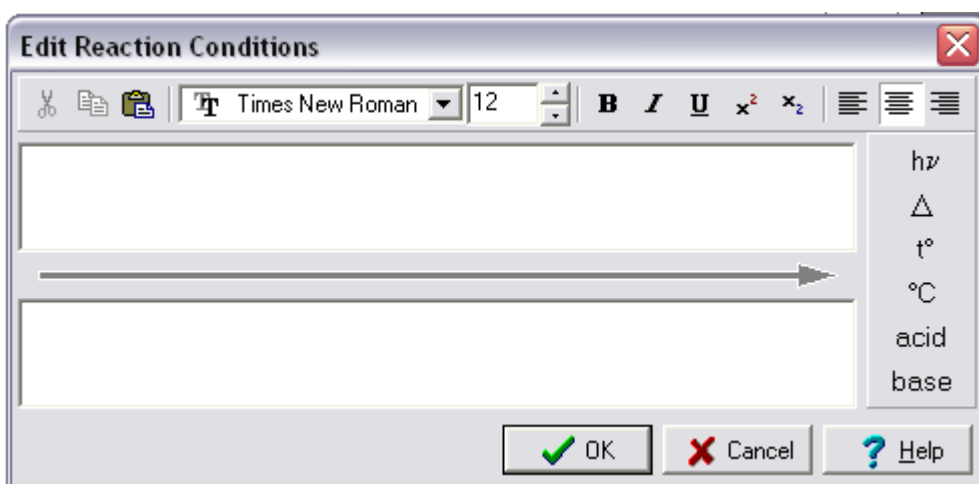 Edit Reaction Conditions
Times New Roman 12 B I U x² x₂
hν
Δ
t°
°C
acid
base
OK Cancel ? Help